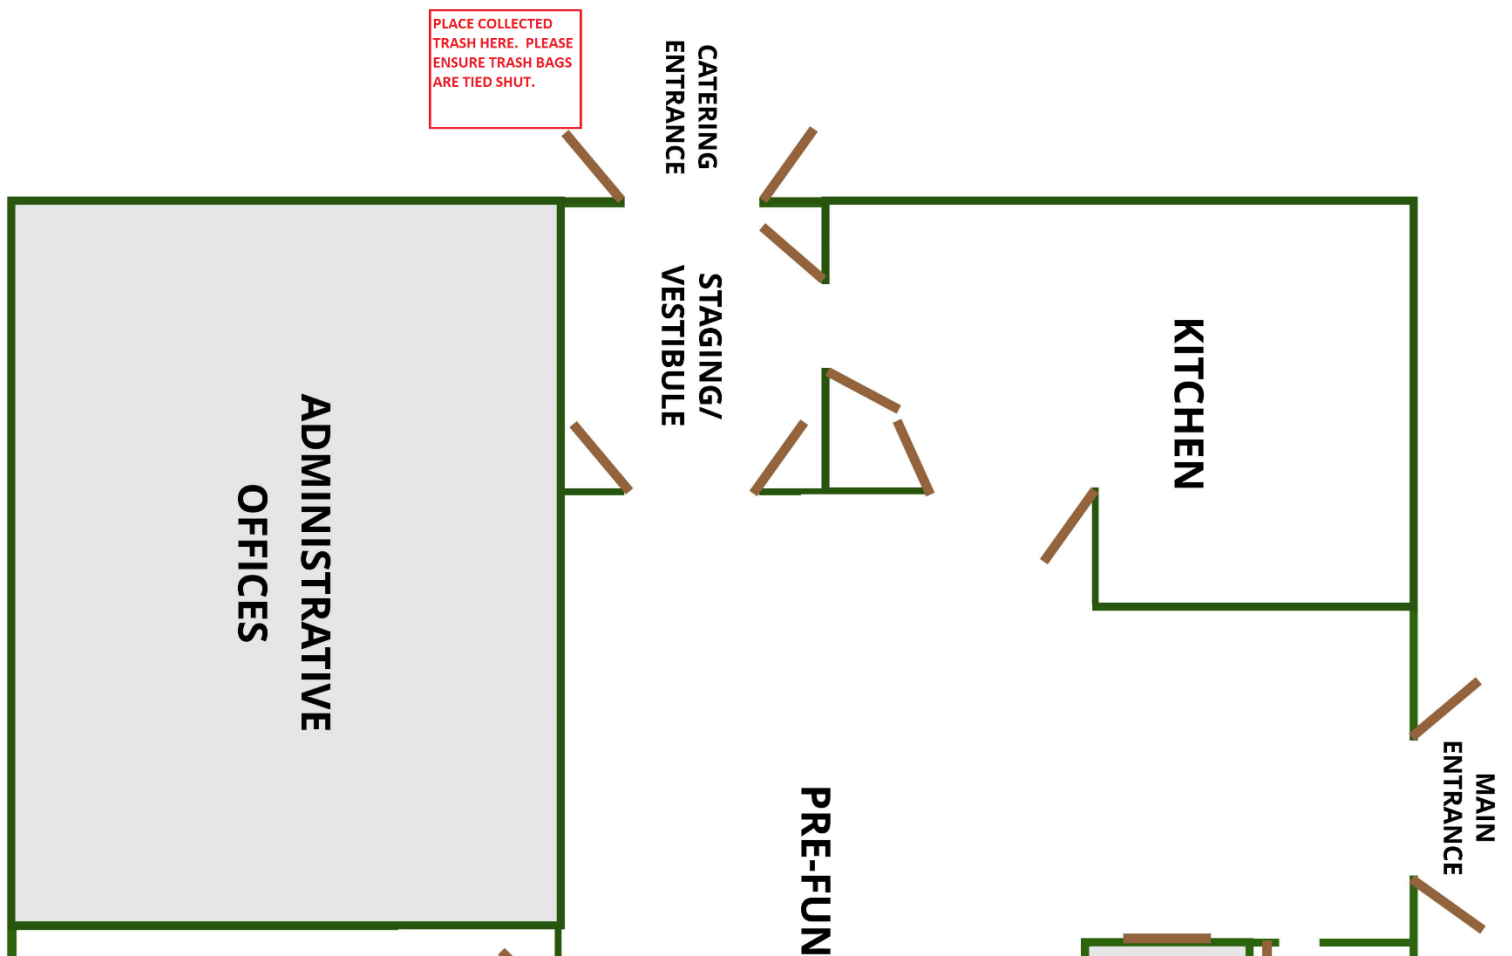 PLACE COLLECTED
TRASH HERE.  PLEASE
ENSURE TRASH BAGS
ARE TIED SHUT.
CATERING
ENTRANCE
STAGING/
VESTIBULE
KITCHEN
ADMINISTRATIVE
OFFICES
MAIN
ENTRANCE
PRE-FUN